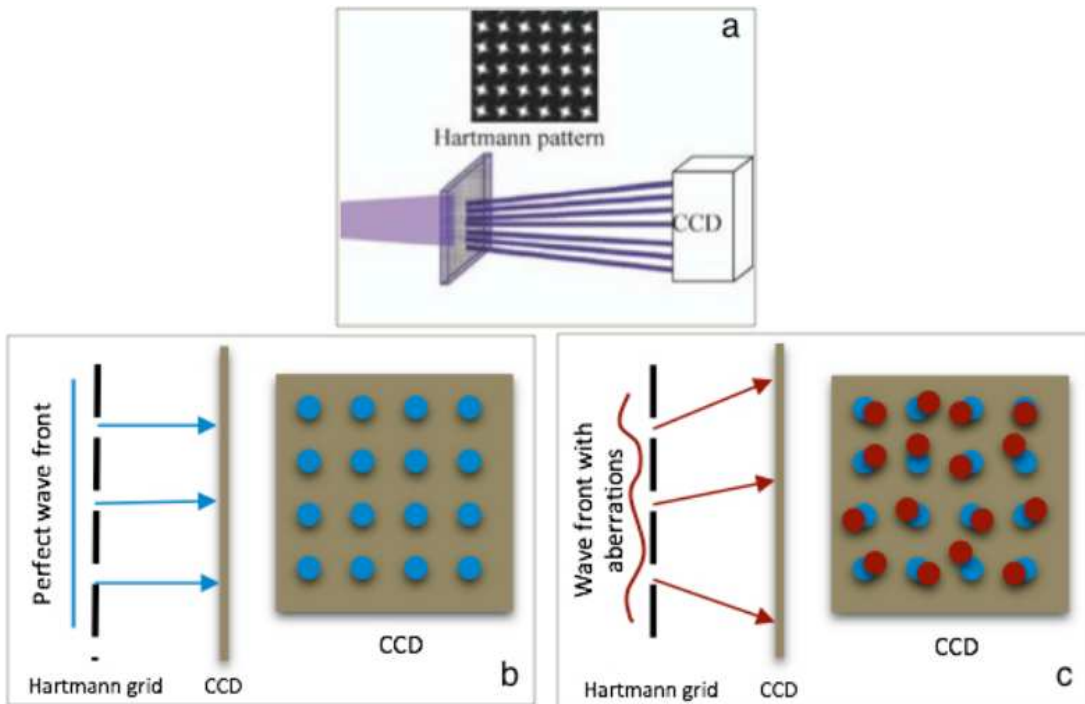 a
Hartmann pattern
CCD
Perfect wave front
CCD
Hartmann grid
CCD
b
Wave front with
aberrations
CCD
Hartmann grid
CCD
c